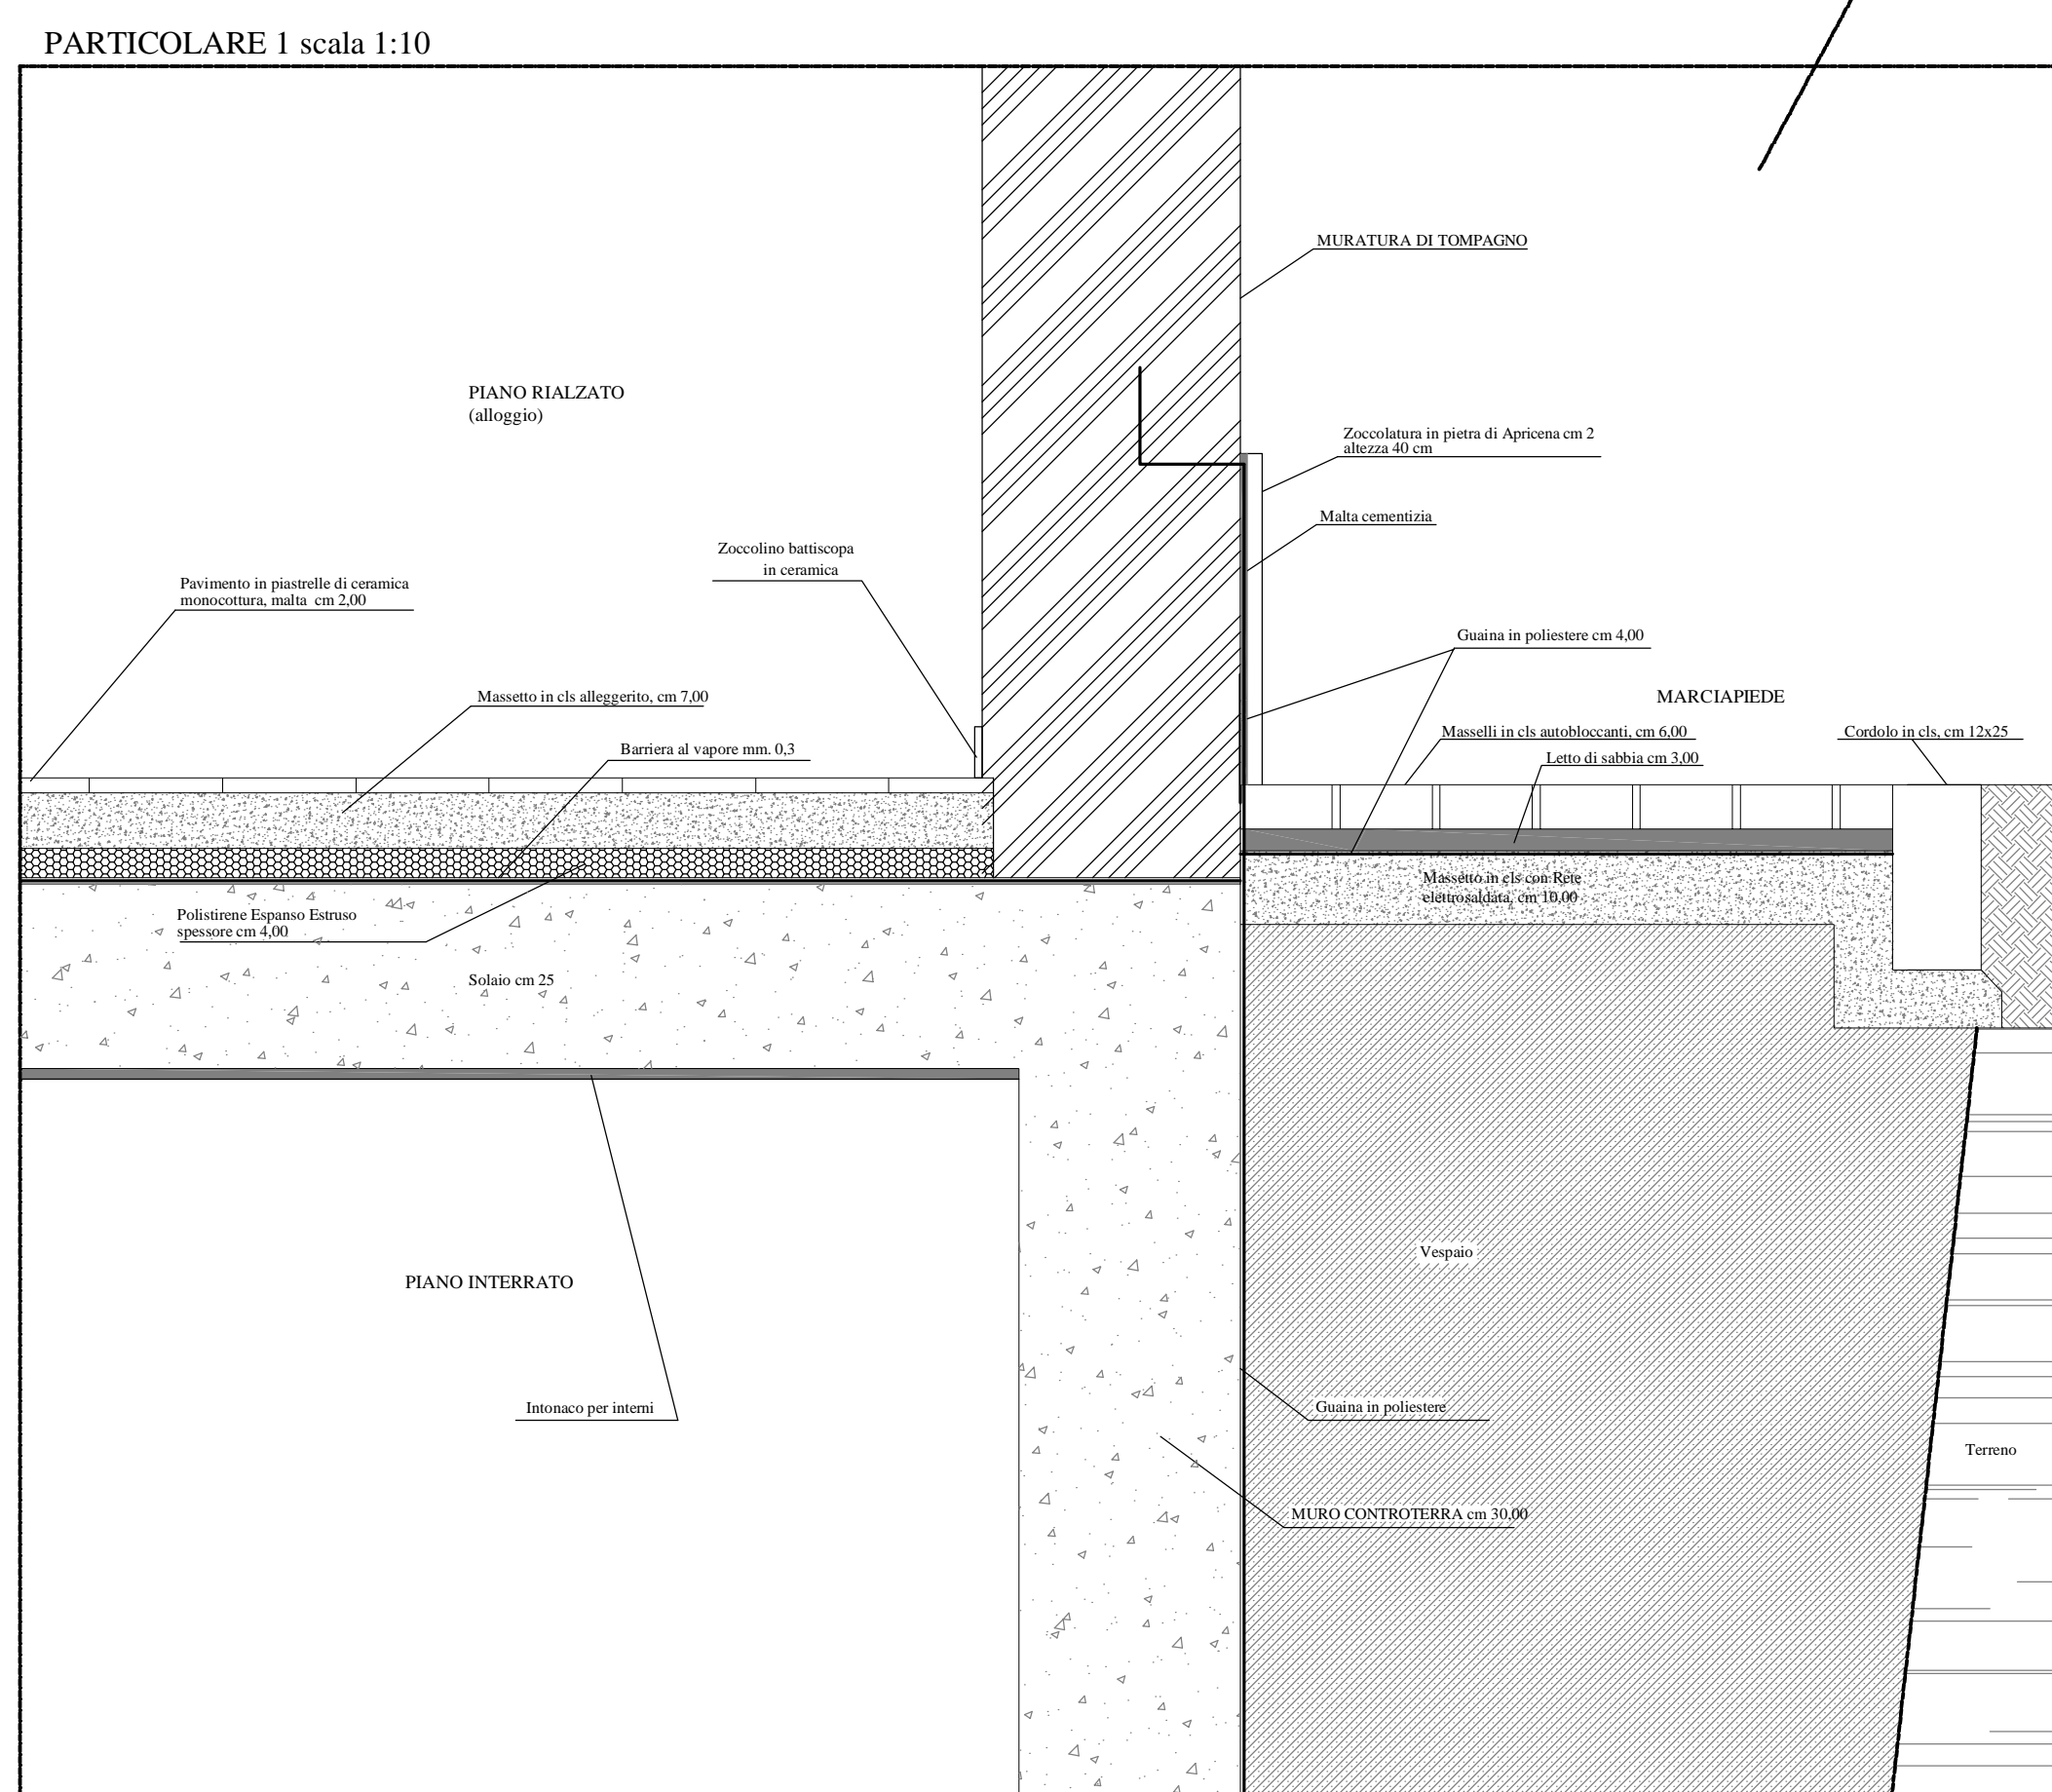 PARTICOLARE 1 scala 1:10
MURATURA DI TOMPAGNO
PIANO RIALZATO
(alloggio)
Zoccolatura in pietra di Apricena cm 2
altezza 40 cm
Malta cementizia
Zoccolino battiscopa
in ceramica
Pavimento in piastrelle di ceramica
monocottura, malta cm 2,00
Guaina in poliestere cm 4,00
Massetto in cls alleggerito, cm 7,00
MARCIAPIEDE
Barriera al vapore mm. 0,3
Masselli in cls autobloccanti, cm 6,00
Cordolo in cls, cm 12x25
Letto di sabbia cm 3,00
Massetto in cls con Rete
elettrosaldata, cm 10,00
Polistirene Espanso Estruso
spessore cm 4,00
Solaio cm 25
Vespaio
PIANO INTERRATO
Intonaco per interni
Guaina in poliestere
Terreno
MURO CONTROTERRA cm 30,00